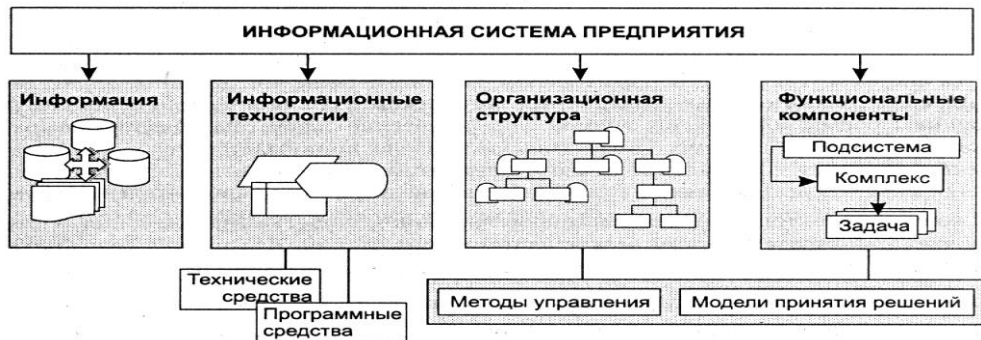 ИНФОРМАЦИОННАЯ СИСТЕМА ПРЕДПРИЯТИЯ
Информация
Информационные
технологии
Технические
средства
Программные
средства
Организационная
структура
Функциональные
компоненты
Подсистема
Комплекс
Задача
Методы управления
Модели принятия решений